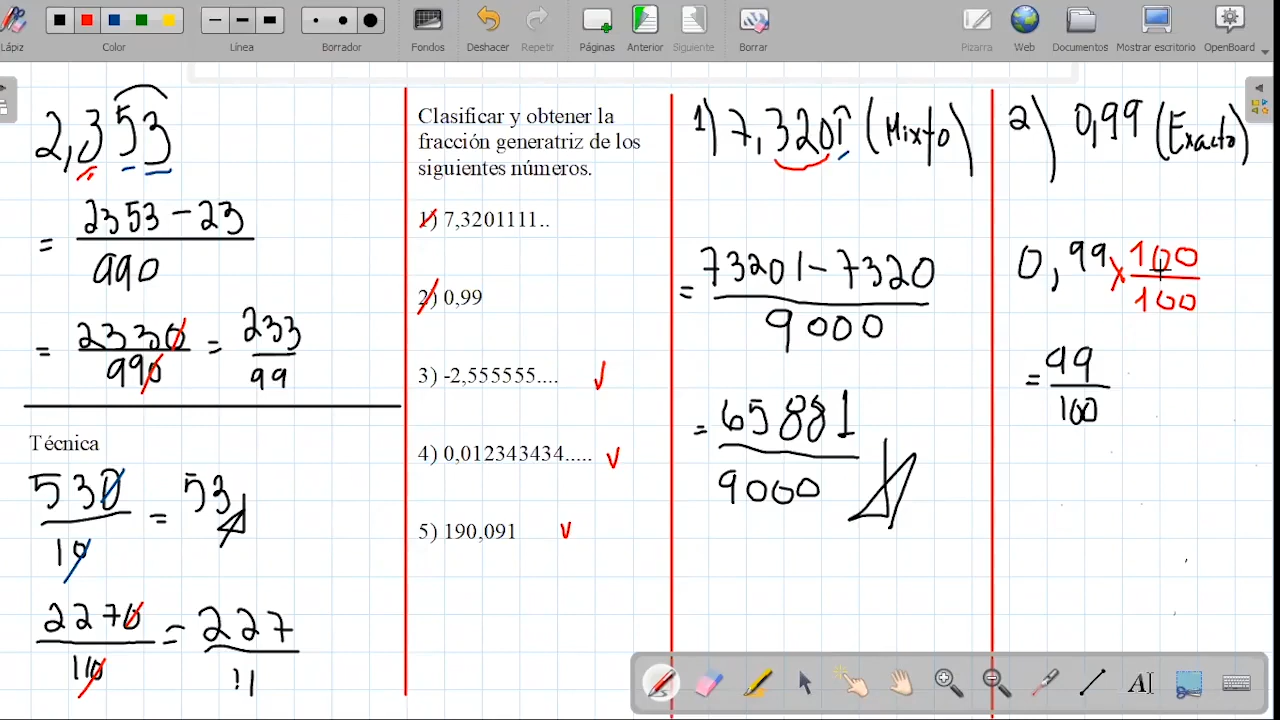 Lápiz
Color
Línea
Borrador
Fondos
Deshacer
Repetir
Páginas
Anterior
Siguiente
Borrar
Pizarra
Web
Documentos
Mostrar escritorio
OpenBoard
2,353
= 2353 - 23
990
= 2330 = 233
990 99
Técnica
530 = 53
10
2270 = 227
110 11
Clasificar y obtener la
fracción generatriz de los
siguientes números.
1) 7,3201111..
2) 0,99
3) -2,555555....
4) 0,012343434.....
5) 190,091
1) 7,3201 (Mixto)
= 73201 - 7320
9000
= 65881
9000
2) 0,99 (Exacto)
0,99 x 100
100
= 99
100
AI